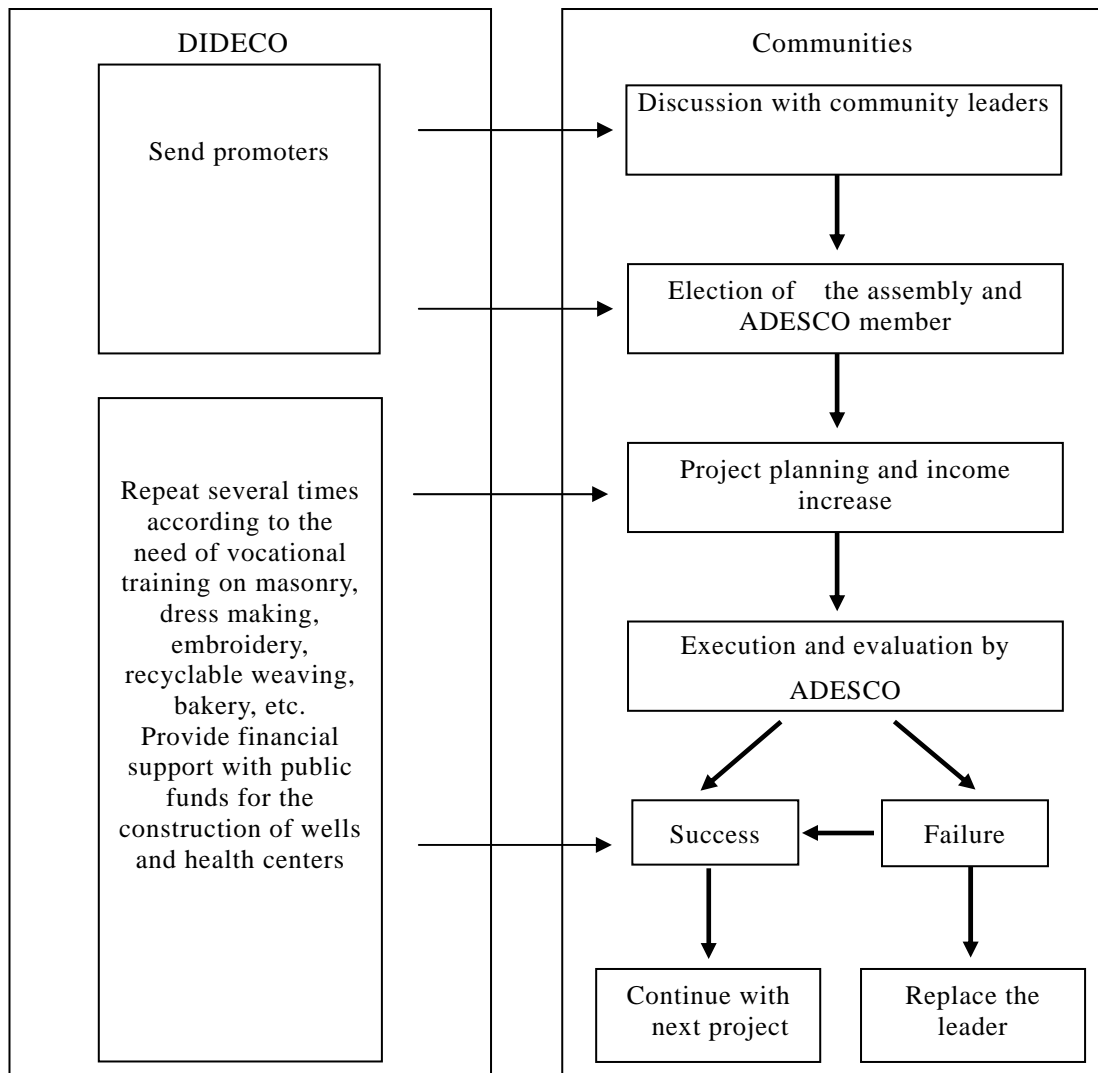 DIDECO
Send promoters
Repeat several times
according to the
need of vocational
training on masonry,
dress making,
embroidery,
recyclable weaving,
bakery, etc.
Provide financial
support with public
funds for the
construction of wells
and health centers
Communities
Discussion with community leaders
Election of the assembly and
ADESCO member
Project planning and income
increase
Execution and evaluation by
ADESCO
Success
Failure
Continue with
next project
Replace the
leader